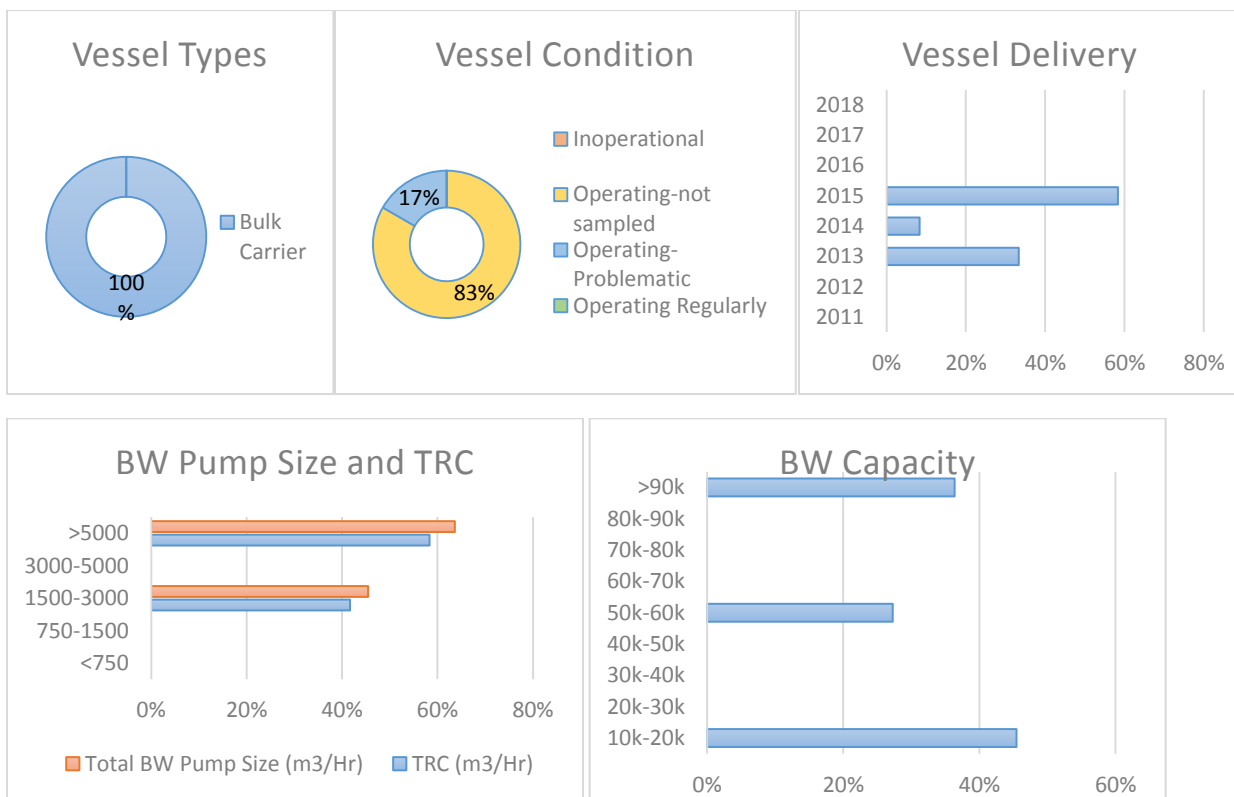 Vessel Types
100
%
Bulk
Carrier
Vessel Condition
17%
83%
Inoperational
Operating-not
sampled
Operating-
Problematic
Operating Regularly
Vessel Delivery
2018
2017
2016
2015
2014
2013
2012
2011
0% 20% 40% 60% 80%
BW Pump Size and TRC
>5000
3000-5000
1500-3000
750-1500
<750
0% 20% 40% 60% 80%
Total BW Pump Size (m3/Hr) TRC (m3/Hr)
BW Capacity
>90k
80k-90k
70k-80k
60k-70k
50k-60k
40k-50k
30k-40k
20k-30k
10k-20k
0% 20% 40% 60%